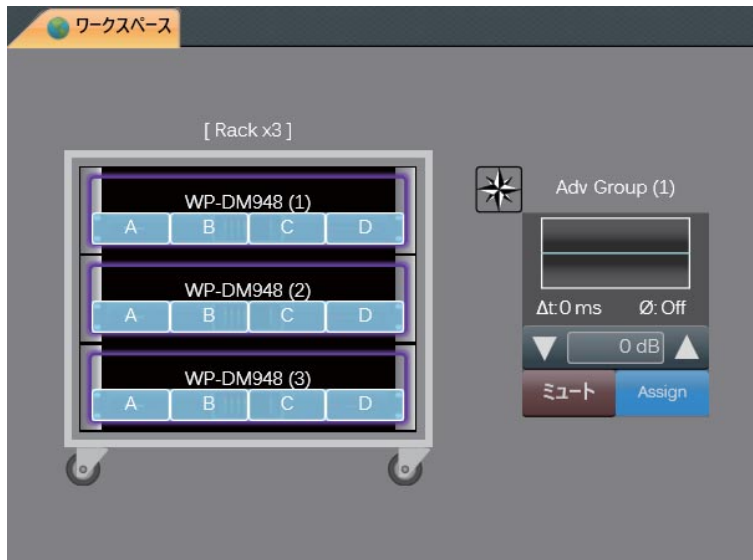 ワークスペース
[ Rack x3 ]
WP-DM948 (1)
A B C D
WP-DM948 (2)
A B C D
WP-DM948 (3)
A B C D
Adv Group (1)
Δt:0 ms Ø: Off
0 dB
ミュート Assign